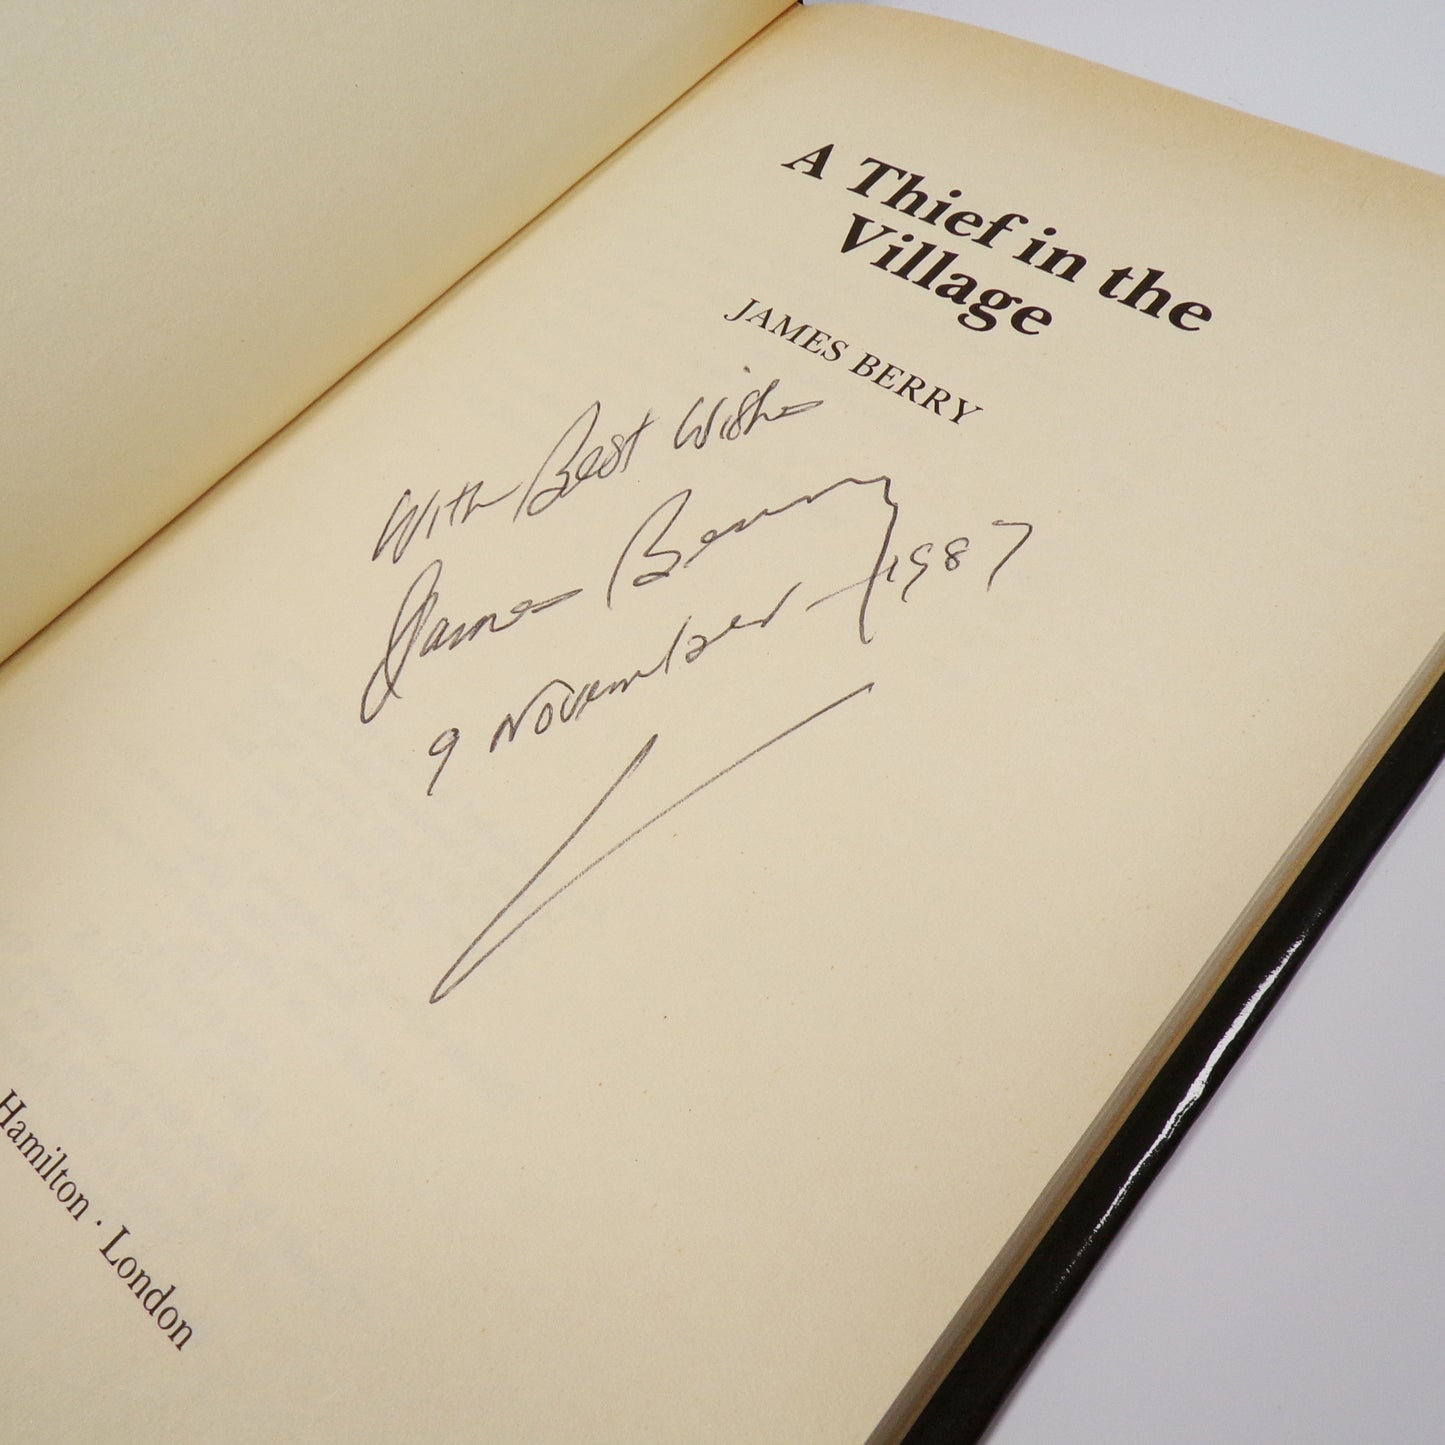 A Thief in the
Village
JAMES BERRY
With Best Wishes
James Berry
9 November 1987
Hamilton · London